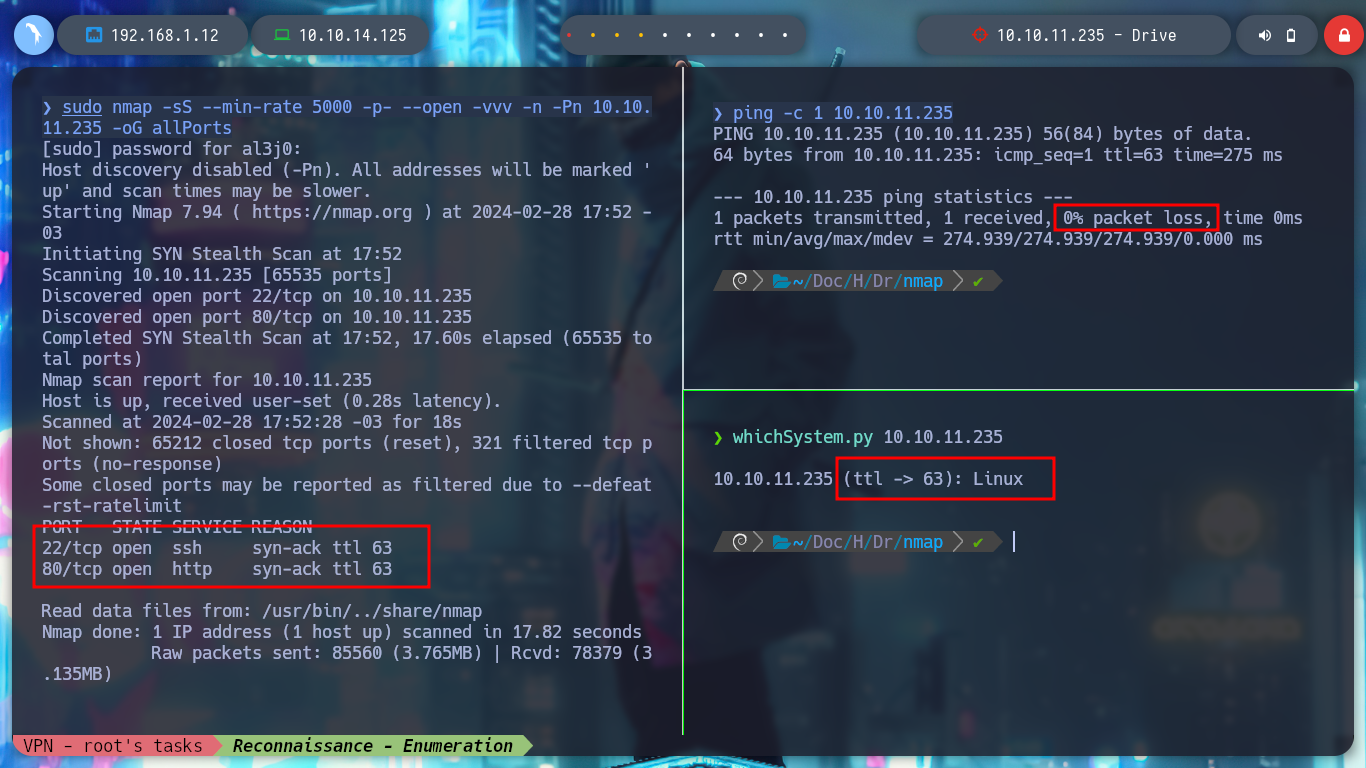 192.168.1.12
10.10.14.125
10.10.11.235 - Drive
❯ sudo nmap -sS --min-rate 5000 -p- --open -vvv -n -Pn 10.10.
11.235 -oG allPorts
[sudo] password for al3j0:
Host discovery disabled (-Pn). All addresses will be marked '
up' and scan times may be slower.
Starting Nmap 7.94 ( https://nmap.org ) at 2024-02-28 17:52 -
03
Initiating SYN Stealth Scan at 17:52
Scanning 10.10.11.235 [65535 ports]
Discovered open port 22/tcp on 10.10.11.235
Discovered open port 80/tcp on 10.10.11.235
Completed SYN Stealth Scan at 17:52, 17.60s elapsed (65535 to
tal ports)
Nmap scan report for 10.10.11.235
Host is up, received user-set (0.28s latency).
Scanned at 2024-02-28 17:52:28 -03 for 18s
Not shown: 65212 closed tcp ports (reset), 321 filtered tcp p
orts (no-response)
Some closed ports may be reported as filtered due to --defeat
-rst-ratelimit
PORT   STATE SERVICE REASON
22/tcp open  ssh     syn-ack ttl 63
80/tcp open  http    syn-ack ttl 63
Read data files from: /usr/bin/../share/nmap
Nmap done: 1 IP address (1 host up) scanned in 17.82 seconds
Raw packets sent: 85560 (3.765MB) | Rcvd: 78379 (3
.135MB)
❯ ping -c 1 10.10.11.235
PING 10.10.11.235 (10.10.11.235) 56(84) bytes of data.
64 bytes from 10.10.11.235: icmp_seq=1 ttl=63 time=275 ms
--- 10.10.11.235 ping statistics ---
1 packets transmitted, 1 received, 0% packet loss, time 0ms
rtt min/avg/max/mdev = 274.939/274.939/274.939/0.000 ms
~/Doc/H/Dr/nmap ✔
❯ whichSystem.py 10.10.11.235
10.10.11.235 (ttl -> 63): Linux
~/Doc/H/Dr/nmap ✔
VPN - root's tasks
Reconnaissance - Enumeration